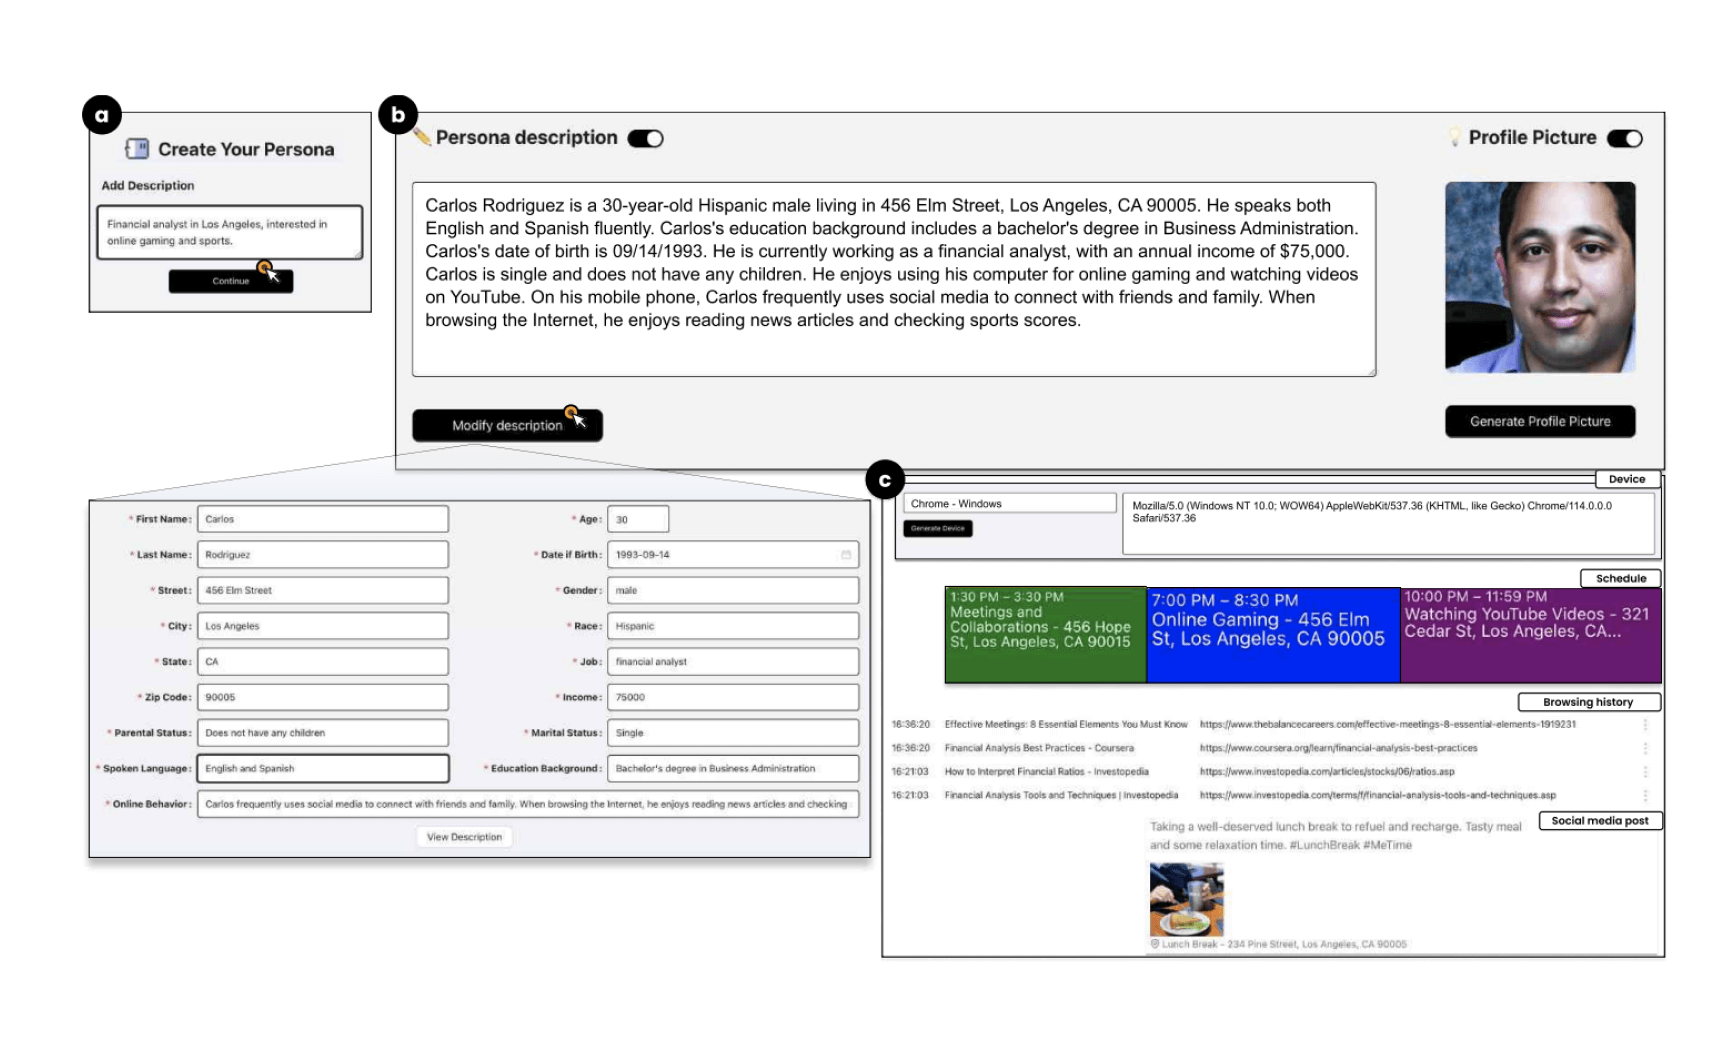 a
Create Your Persona
Add Description
Financial analyst in Los Angeles, interested in
online gaming and sports.
Continue
b
Persona description
Profile Picture
Carlos Rodriguez is a 30-year-old Hispanic male living in 456 Elm Street, Los Angeles, CA 90005. He speaks both
English and Spanish fluently. Carlos's education background includes a bachelor's degree in Business Administration.
Carlos's date of birth is 09/14/1993. He is currently working as a financial analyst, with an annual income of $75,000.
Carlos is single and does not have any children. He enjoys using his computer for online gaming and watching videos
on YouTube. On his mobile phone, Carlos frequently uses social media to connect with friends and family. When
browsing the Internet, he enjoys reading news articles and checking sports scores.
Modify description
Generate Profile Picture
* First Name: Carlos
* Age: 30
* Last Name: Rodriguez
* Date if Birth: 1993-09-14
* Street: 456 Elm Street
* Gender: male
* City: Los Angeles
* Race: Hispanic
* State: CA
* Job: financial analyst
* Zip Code: 90005
* Income: 75000
* Parental Status: Does not have any children
* Marital Status: Single
* Spoken Language: English and Spanish
* Education Background: Bachelor's degree in Business Administration
* Online Behavior: Carlos frequently uses social media to connect with friends and family. When browsing the Internet, he enjoys reading news articles and checking
View Description
c
Device
Chrome - Windows
Generate Device
Mozilla/5.0 (Windows NT 10.0; WOW64) AppleWebKit/537.36 (KHTML, like Gecko) Chrome/114.0.0.0
Safari/537.36
Schedule
1:30 PM – 3:30 PM
Meetings and
Collaborations - 456 Hope
St, Los Angeles, CA 90015
7:00 PM – 8:30 PM
Online Gaming - 456 Elm
St, Los Angeles, CA 90005
10:00 PM – 11:59 PM
Watching YouTube Videos - 321
Cedar St, Los Angeles, CA...
Browsing history
16:36:20 Effective Meetings: 8 Essential Elements You Must Know https://www.thebalancecareers.com/effective-meetings-8-essential-elements-1919231
16:36:20 Financial Analysis Best Practices - Coursera https://www.coursera.org/learn/financial-analysis-best-practices
16:21:03 How to Interpret Financial Ratios - Investopedia https://www.investopedia.com/articles/stocks/06/ratios.asp
16:21:03 Financial Analysis Tools and Techniques | Investopedia https://www.investopedia.com/terms/f/financial-analysis-tools-and-techniques.asp
Social media post
Taking a well-deserved lunch break to refuel and recharge. Tasty meal
and some relaxation time. #LunchBreak #MeTime
Lunch Break - 234 Pine Street, Los Angeles, CA 90005